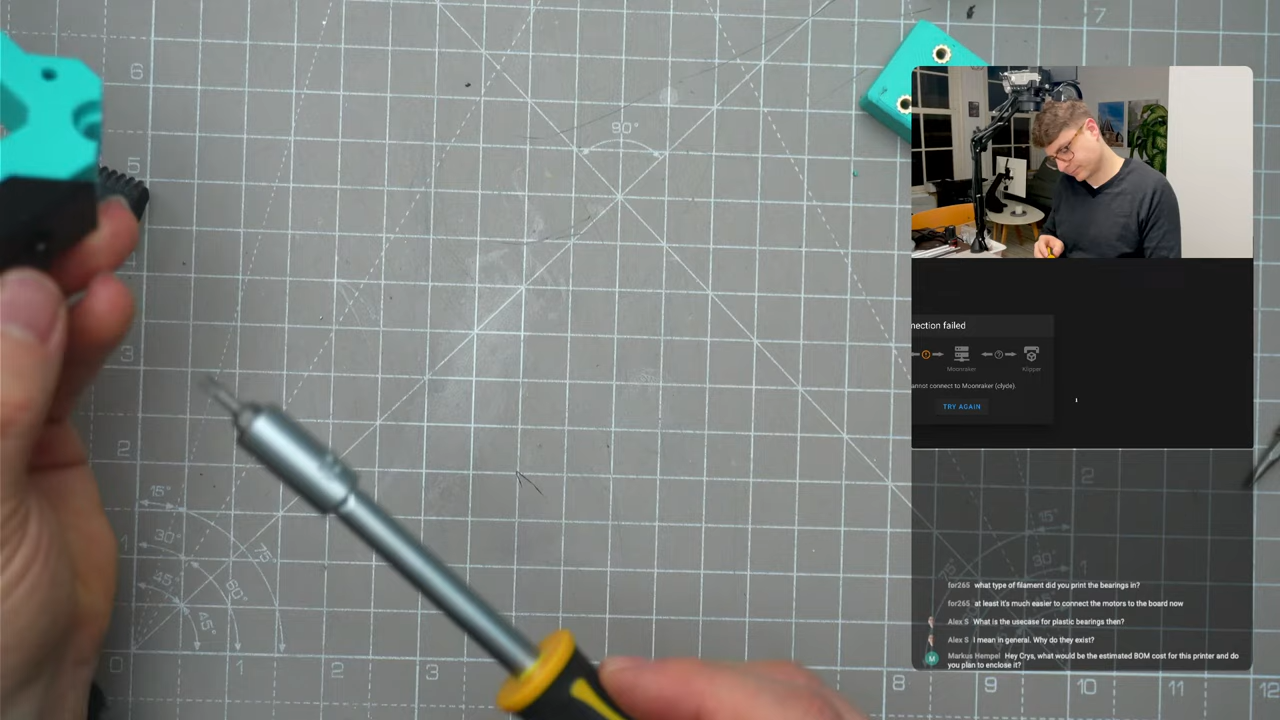 7
6
90°
5
nection failed
Moonraker
Klipper
annot connect to Moonraker (clyde).
TRY AGAIN
3
2
2
15°
15°
30°
75°
1
30°
1
45°
60°
45°
for265 what type of filament did you print the bearings in?
for265 at least it's much easier to connect the motors to the board now
Alex S What is the usecase for plastic bearings then?
Alex S I mean in general. Why do they exist?
M Markus Hempel Hey Crys, what would be the estimated BOM cost for this printer and do
you plan to enclose it?
0 1 2 3 8 9 10 11 12